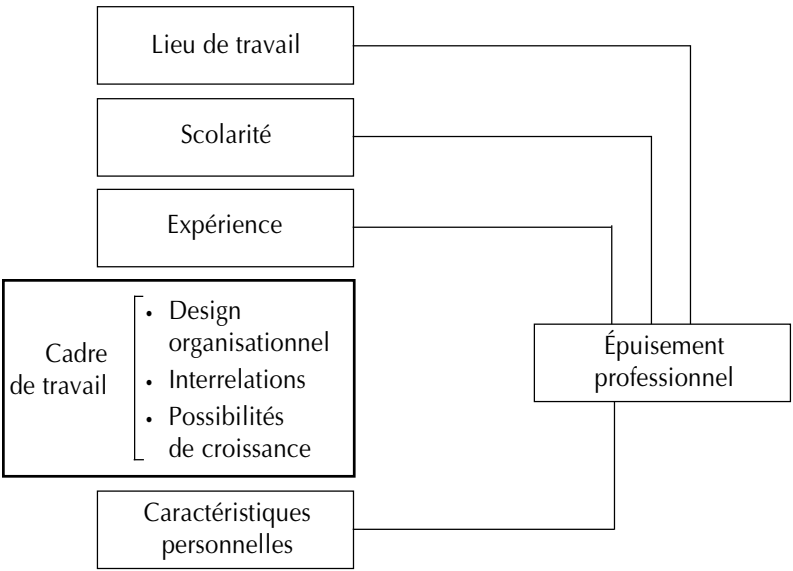 Lieu de travail
Scolarité
Expérience
Cadre
de travail
• Design
organisationnel
• Interrelations
• Possibilités
de croissance
Épuisement
professionnel
Caractéristiques
personnelles